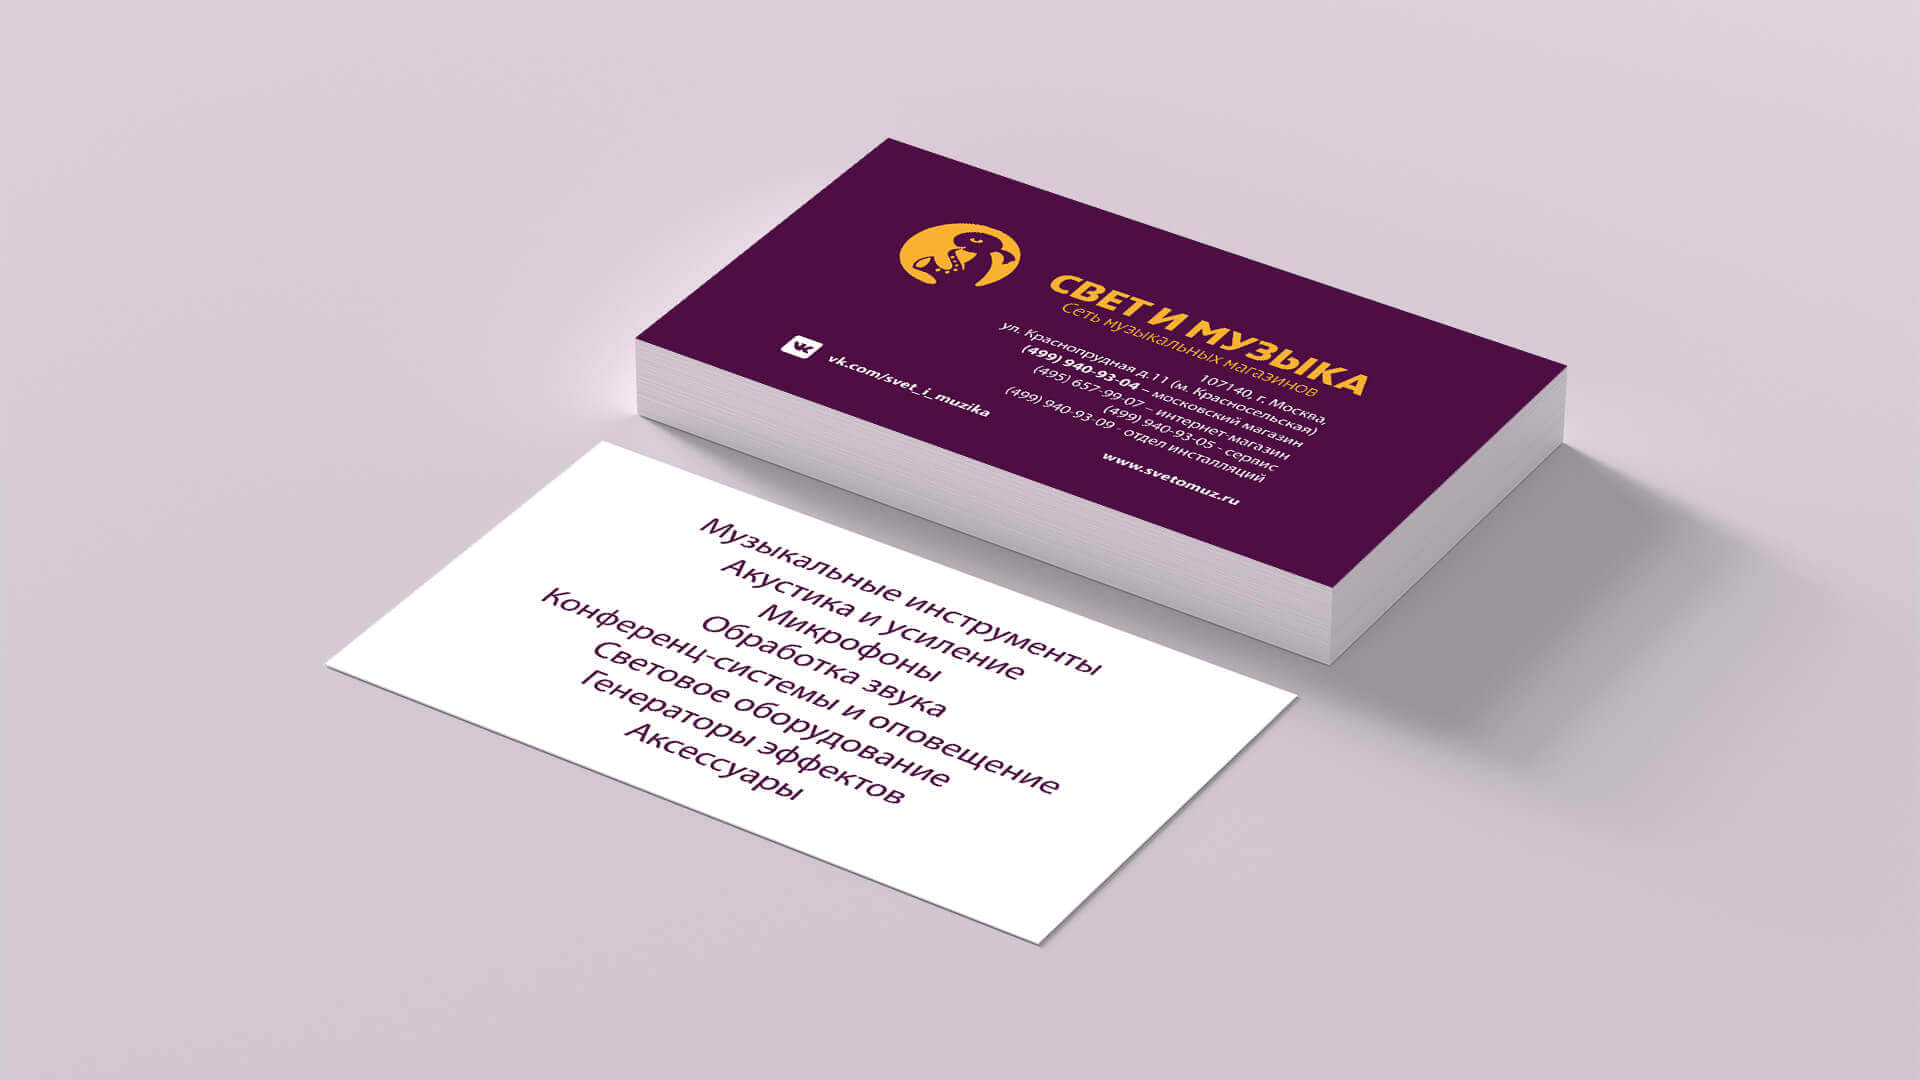 СВЕТ И МУЗЫКА
Сеть музыкальных магазинов
107140, г. Москва,
ул. Краснопрудная д. 11 (м. Красносельская)
(499) 940-93-04 – московский магазин
(495) 657-99-07 – интернет-магазин
(499) 940-93-05 - сервис
(499) 940-93-09 - отдел инсталляций
www.svetomuz.ru
vk.com/svet_i_muzika
Музыкальные инструменты
Акустика и усиление
Микрофоны
Обработка звука
Конференц-системы и оповещение
Световое оборудование
Генераторы эффектов
Аксессуары